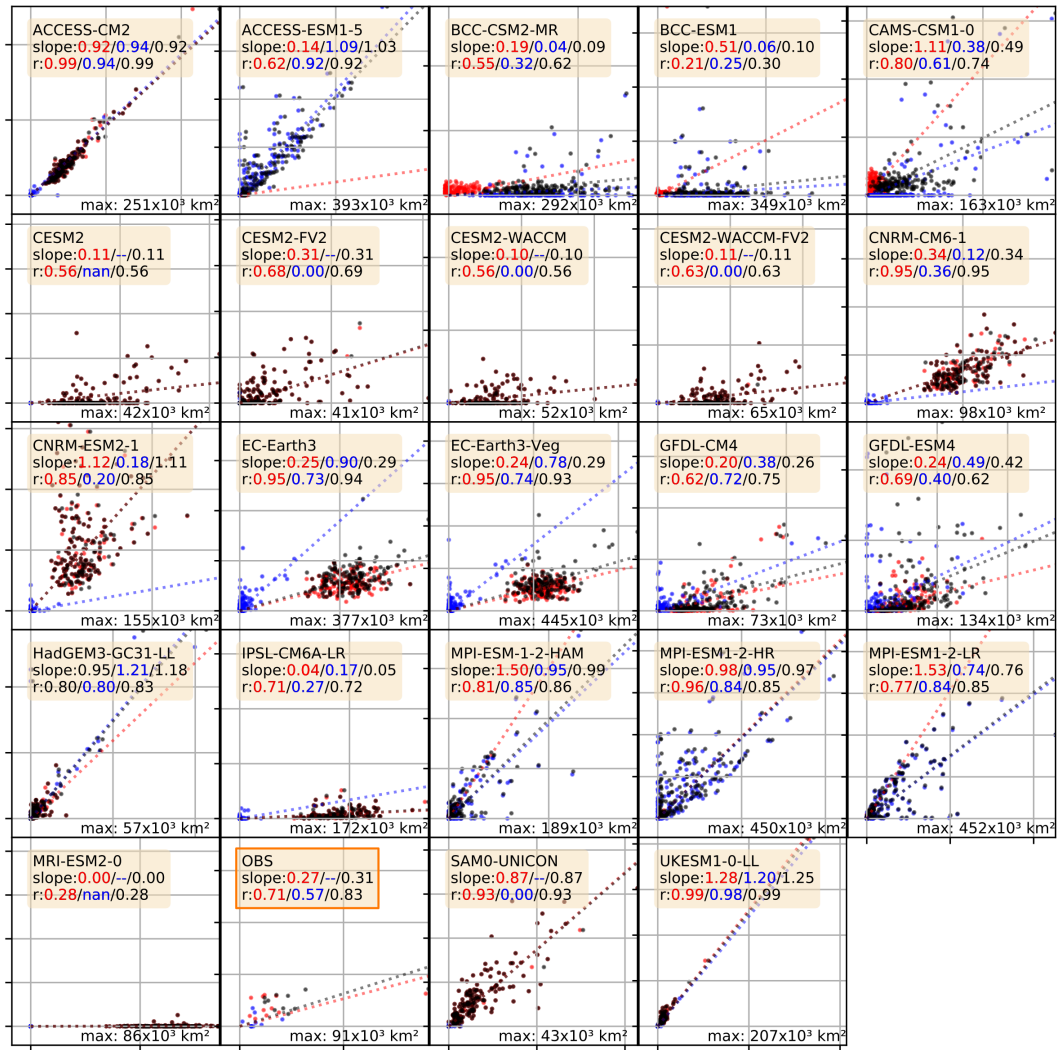 ACCESS-CM2
slope:0.92/0.94/0.92
r:0.99/0.94/0.99
max: 251x10³ km²
ACCESS-ESM1-5
slope:0.14/1.09/1.03
r:0.62/0.92/0.92
max: 393x10³ km²
BCC-CSM2-MR
slope:0.19/0.04/0.09
r:0.55/0.32/0.62
max: 292x10³ km²
BCC-ESM1
slope:0.51/0.06/0.10
r:0.21/0.25/0.30
max: 349x10³ km²
CAMS-CSM1-0
slope:1.11/0.38/0.49
r:0.80/0.61/0.74
max: 163x10³ km²
CESM2
slope:0.11/--/0.11
r:0.56/nan/0.56
max: 42x10³ km²
CESM2-FV2
slope:0.31/--/0.31
r:0.68/0.00/0.69
max: 41x10³ km²
CESM2-WACCM
slope:0.10/--/0.10
r:0.56/0.00/0.56
max: 52x10³ km²
CESM2-WACCM-FV2
slope:0.11/--/0.11
r:0.63/0.00/0.63
max: 65x10³ km²
CNRM-CM6-1
slope:0.34/0.12/0.34
r:0.95/0.36/0.95
max: 98x10³ km²
CNRM-ESM2-1
slope:1.12/0.18/1.11
r:0.85/0.20/0.85
max: 155x10³ km²
EC-Earth3
slope:0.25/0.90/0.29
r:0.95/0.73/0.94
max: 377x10³ km²
EC-Earth3-Veg
slope:0.24/0.78/0.29
r:0.95/0.74/0.93
max: 445x10³ km²
GFDL-CM4
slope:0.20/0.38/0.26
r:0.62/0.72/0.75
max: 73x10³ km²
GFDL-ESM4
slope:0.24/0.49/0.42
r:0.69/0.40/0.62
max: 134x10³ km²
HadGEM3-GC31-LL
slope:0.95/1.21/1.18
r:0.80/0.80/0.83
max: 57x10³ km²
IPSL-CM6A-LR
slope:0.04/0.17/0.05
r:0.71/0.27/0.72
max: 172x10³ km²
MPI-ESM-1-2-HAM
slope:1.50/0.95/0.99
r:0.81/0.85/0.86
max: 189x10³ km²
MPI-ESM1-2-HR
slope:0.98/0.95/0.97
r:0.96/0.84/0.85
max: 450x10³ km²
MPI-ESM1-2-LR
slope:1.53/0.74/0.76
r:0.77/0.84/0.85
max: 452x10³ km²
MRI-ESM2-0
slope:0.00/--/0.00
r:0.28/nan/0.28
max: 86x10³ km²
OBS
slope:0.27/--/0.31
r:0.71/0.57/0.83
max: 91x10³ km²
SAM0-UNICON
slope:0.87/--/0.87
r:0.93/0.00/0.93
max: 43x10³ km²
UKESM1-0-LL
slope:1.28/1.20/1.25
r:0.99/0.98/0.99
max: 207x10³ km²